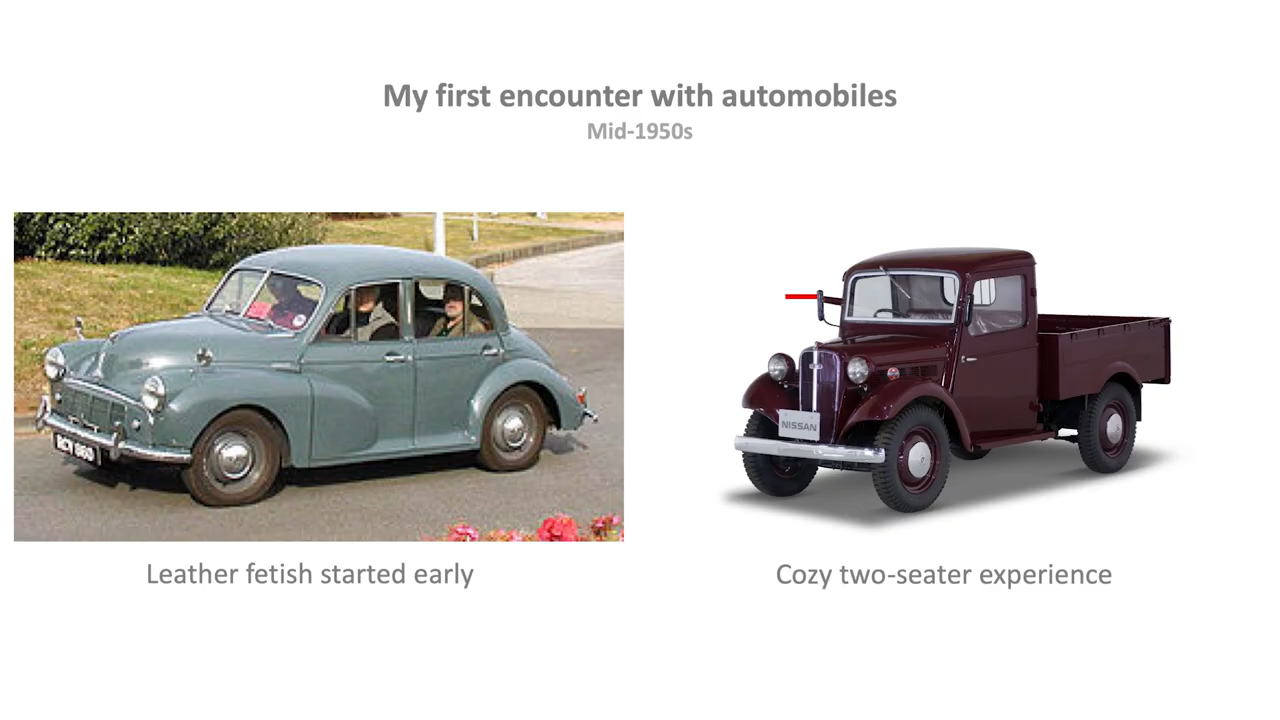 My first encounter with automobiles
Mid-1950s
NISSAN
Leather fetish started early
Cozy two-seater experience